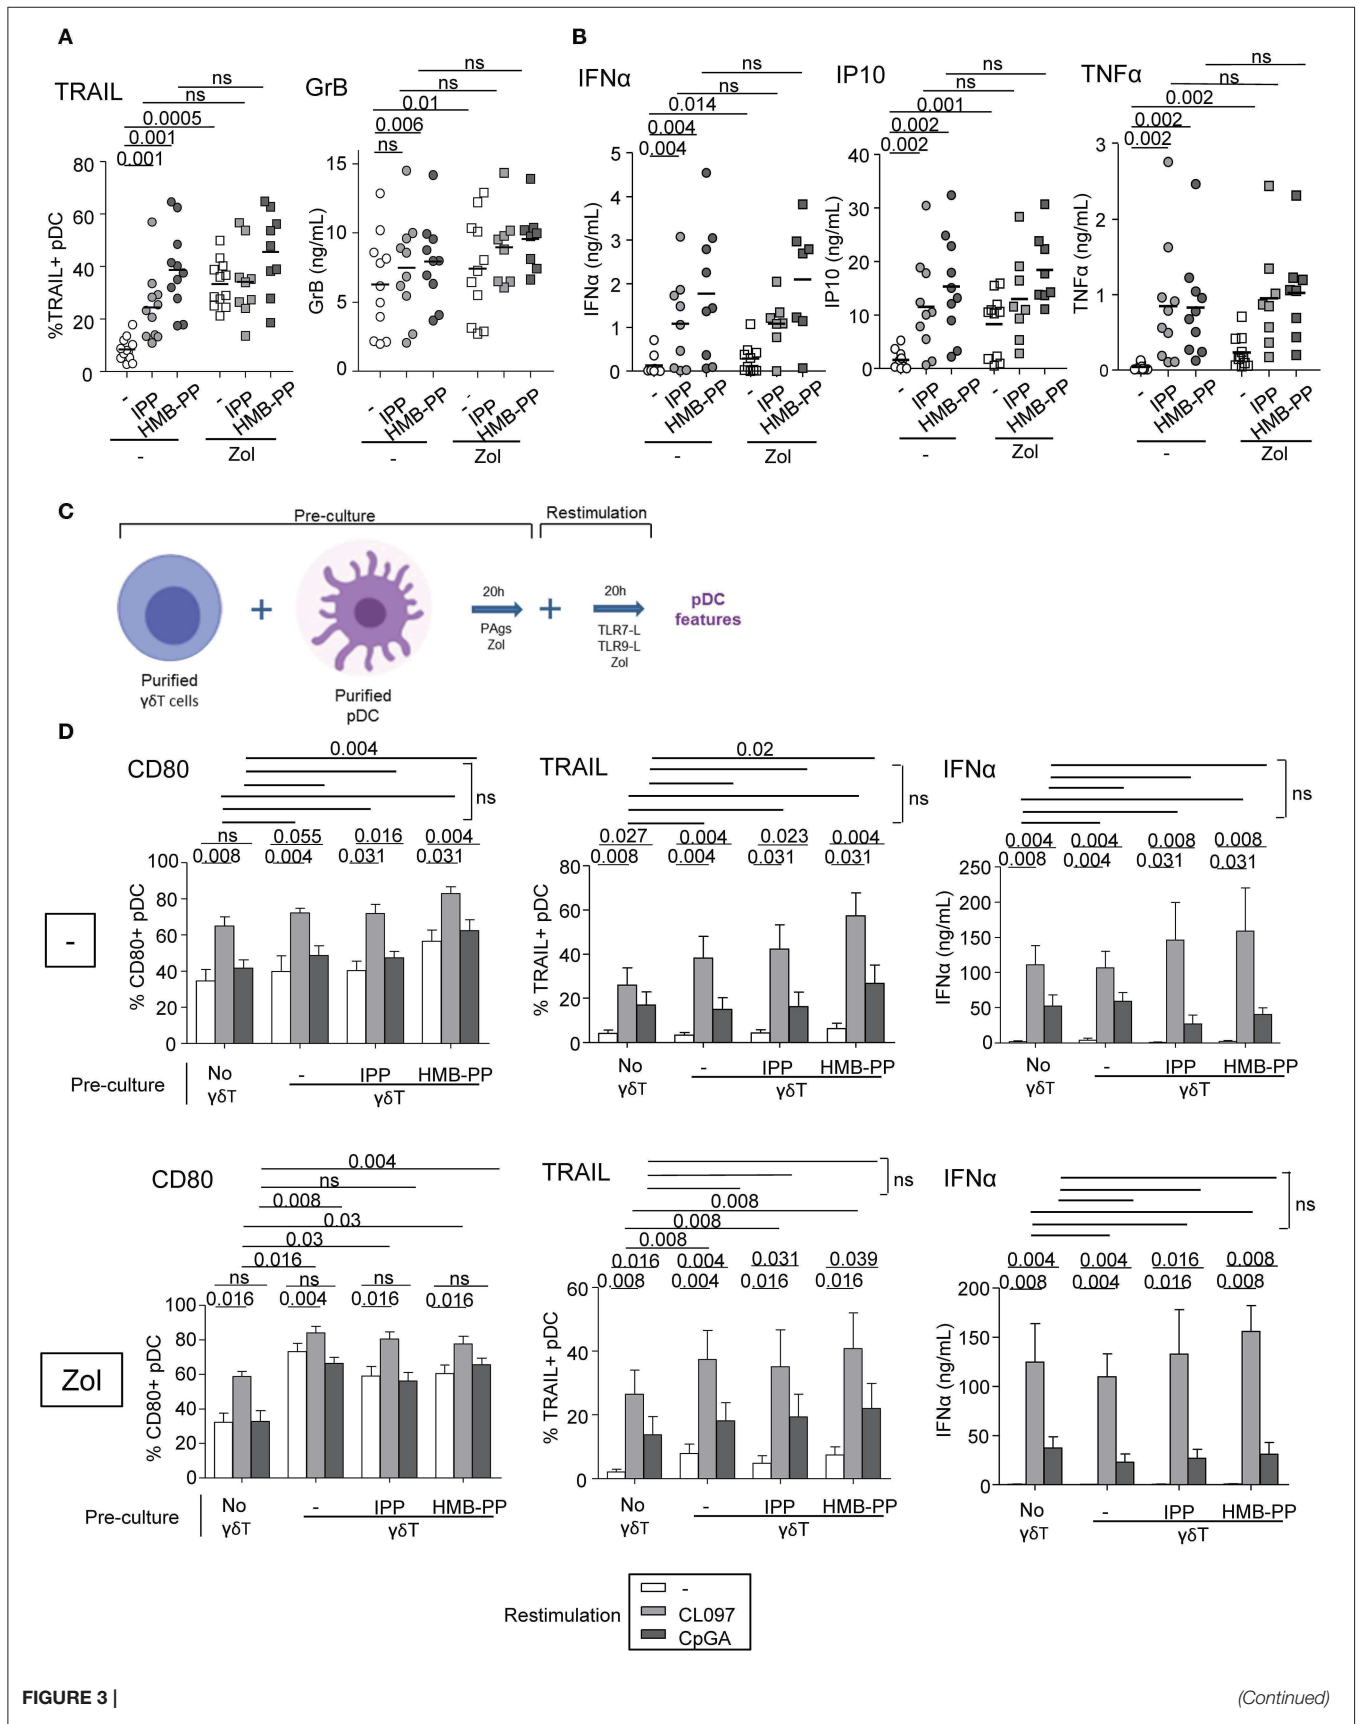 A
TRAIL
ns
ns
0.0005
0.001
0.001
80
60
40
20
0
%TRAIL+ pDC
-
IPP
HMB-PP
-
IPP
HMB-PP
-
Zol
GrB
ns
ns
0.01
0.006
ns
15
10
5
0
GrB (ng/mL)
-
IPP
HMB-PP
-
IPP
HMB-PP
-
Zol
B
IFNα
ns
ns
0.014
0.004
0.004
5
4
3
2
1
0
IFNα (ng/mL)
-
IPP
HMB-PP
-
IPP
HMB-PP
-
Zol
IP10
ns
ns
0.001
0.002
0.002
40
30
20
10
0
IP10 (ng/mL)
-
IPP
HMB-PP
-
IPP
HMB-PP
-
Zol
TNFα
ns
ns
0.002
0.002
0.002
3
2
1
0
TNFα (ng/mL)
-
IPP
HMB-PP
-
IPP
HMB-PP
-
Zol
C
Pre-culture
Restimulation
Purified
γδT cells
+
Purified
pDC
20h
PAgs
Zol
+
20h
TLR7-L
TLR9-L
Zol
pDC
features
D
-
CD80
0.004
ns
ns 0.055 0.016 0.004
0.008 0.004 0.031 0.031
100
80
60
40
20
0
% CD80+ pDC
Pre-culture
No
γδT
- IPP HMB-PP
γδT
TRAIL
0.02
ns
0.027 0.004 0.023 0.004
0.008 0.004 0.031 0.031
80
60
40
20
0
% TRAIL+ pDC
No
γδT
- IPP HMB-PP
γδT
IFNα
ns
0.004 0.004 0.008 0.008
0.008 0.004 0.031 0.031
250
200
150
100
50
0
IFNα (ng/mL)
No
γδT
- IPP HMB-PP
γδT
Zol
CD80
0.004
ns
0.008
0.03
0.03
0.016
ns ns ns ns
0.016 0.004 0.016 0.016
100
80
60
40
20
0
% CD80+ pDC
Pre-culture
No
γδT
- IPP HMB-PP
γδT
TRAIL
ns
0.008
0.008
0.008
0.016 0.004 0.031 0.039
0.008 0.004 0.016 0.016
60
40
20
0
% TRAIL+ pDC
No
γδT
- IPP HMB-PP
γδT
IFNα
ns
0.004 0.004 0.016 0.008
0.008 0.004 0.016 0.008
200
150
100
50
0
IFNα (ng/mL)
No
γδT
- IPP HMB-PP
γδT
Restimulation
-
CL097
CpGA
FIGURE 3 |
(Continued)